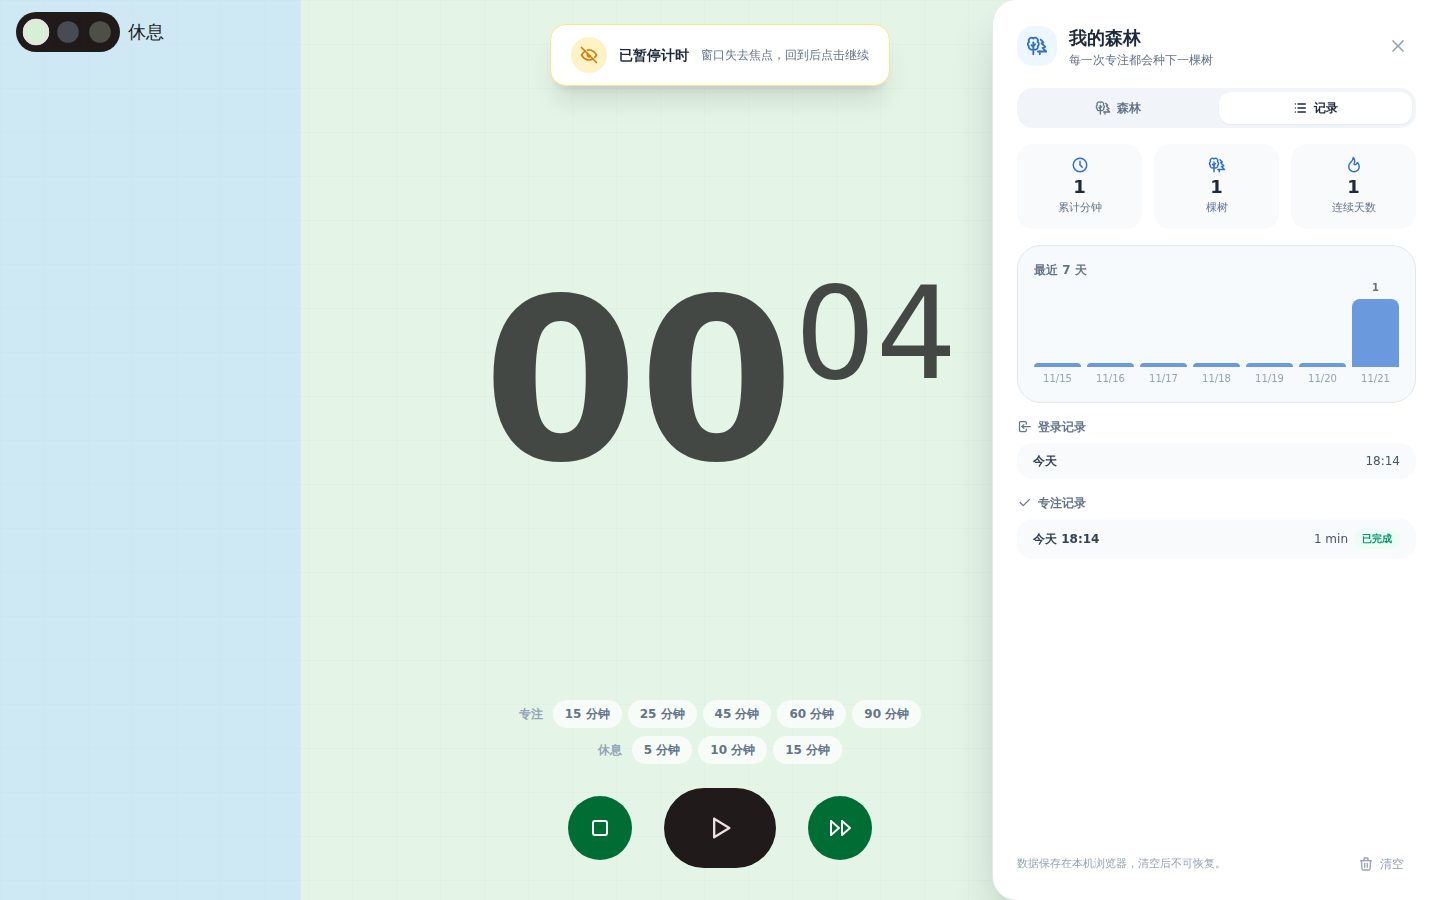 休息
已暂停计时 窗口失去焦点，回到后点击继续
00 04
专注 15 分钟 25 分钟 45 分钟 60 分钟 90 分钟
休息 5 分钟 10 分钟 15 分钟
我的森林
每一次专注都会种下一棵树
森林 记录
1
累计分钟
1
棵树
1
连续天数
最近 7 天
1
11/15 11/16 11/17 11/18 11/19 11/20 11/21
登录记录
今天 18:14
专注记录
今天 18:14 1 min 已完成
数据保存在本机浏览器，清空后不可恢复。 清空